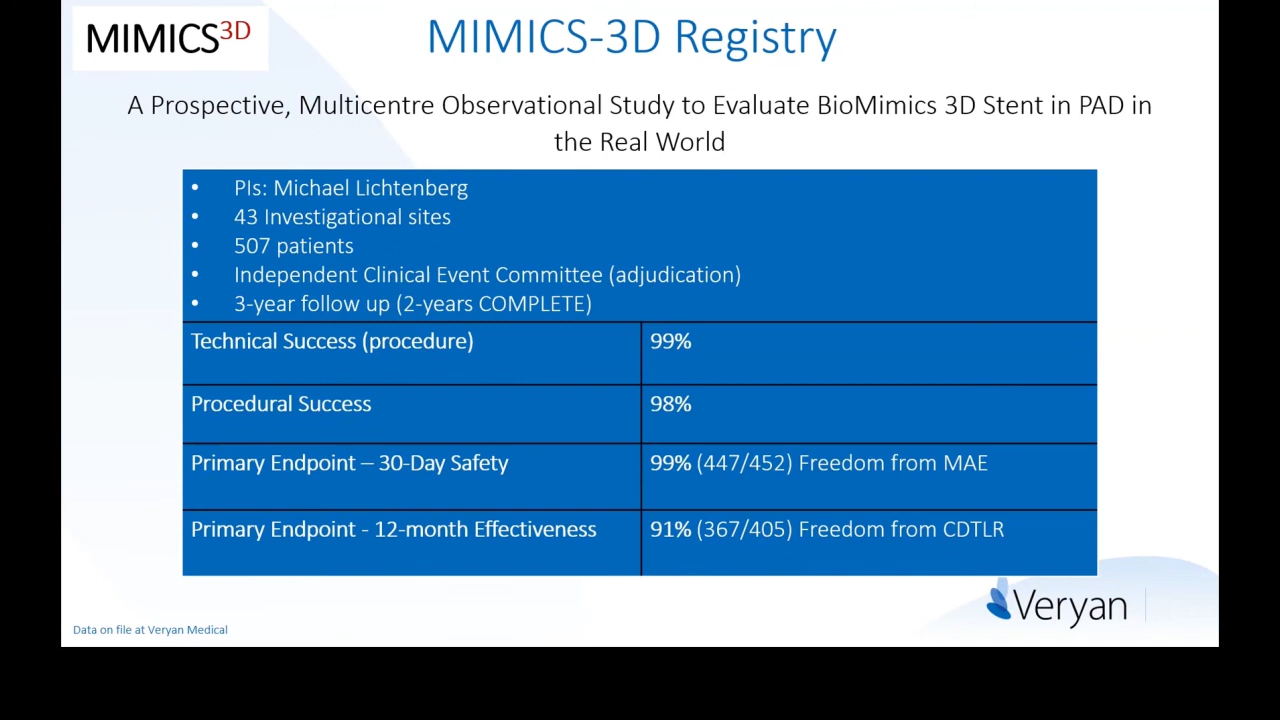 MIMICS3D
MIMICS-3D Registry
A Prospective, Multicentre Observational Study to Evaluate BioMimics 3D Stent in PAD in
the Real World
• PIs: Michael Lichtenberg
• 43 Investigational sites
• 507 patients
• Independent Clinical Event Committee (adjudication)
• 3-year follow up (2-years COMPLETE)
Technical Success (procedure) 99%
Procedural Success 98%
Primary Endpoint – 30-Day Safety 99% (447/452) Freedom from MAE
Primary Endpoint - 12-month Effectiveness 91% (367/405) Freedom from CDTLR
Veryan
Data on file at Veryan Medical